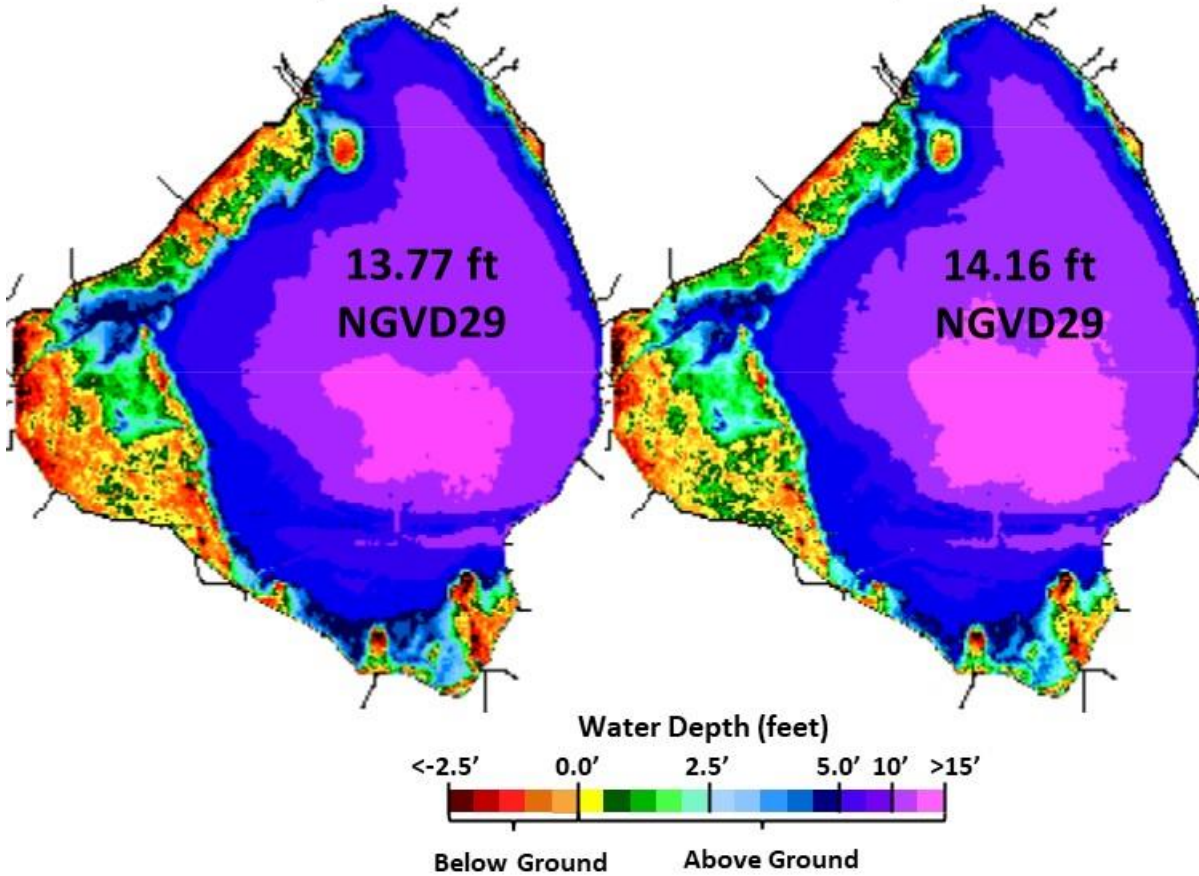 13.77 ft
NGVD29
14.16 ft
NGVD29
Water Depth (feet)
<-2.5’ 0.0’ 2.5’ 5.0’ 10’ >15’
Below Ground Above Ground